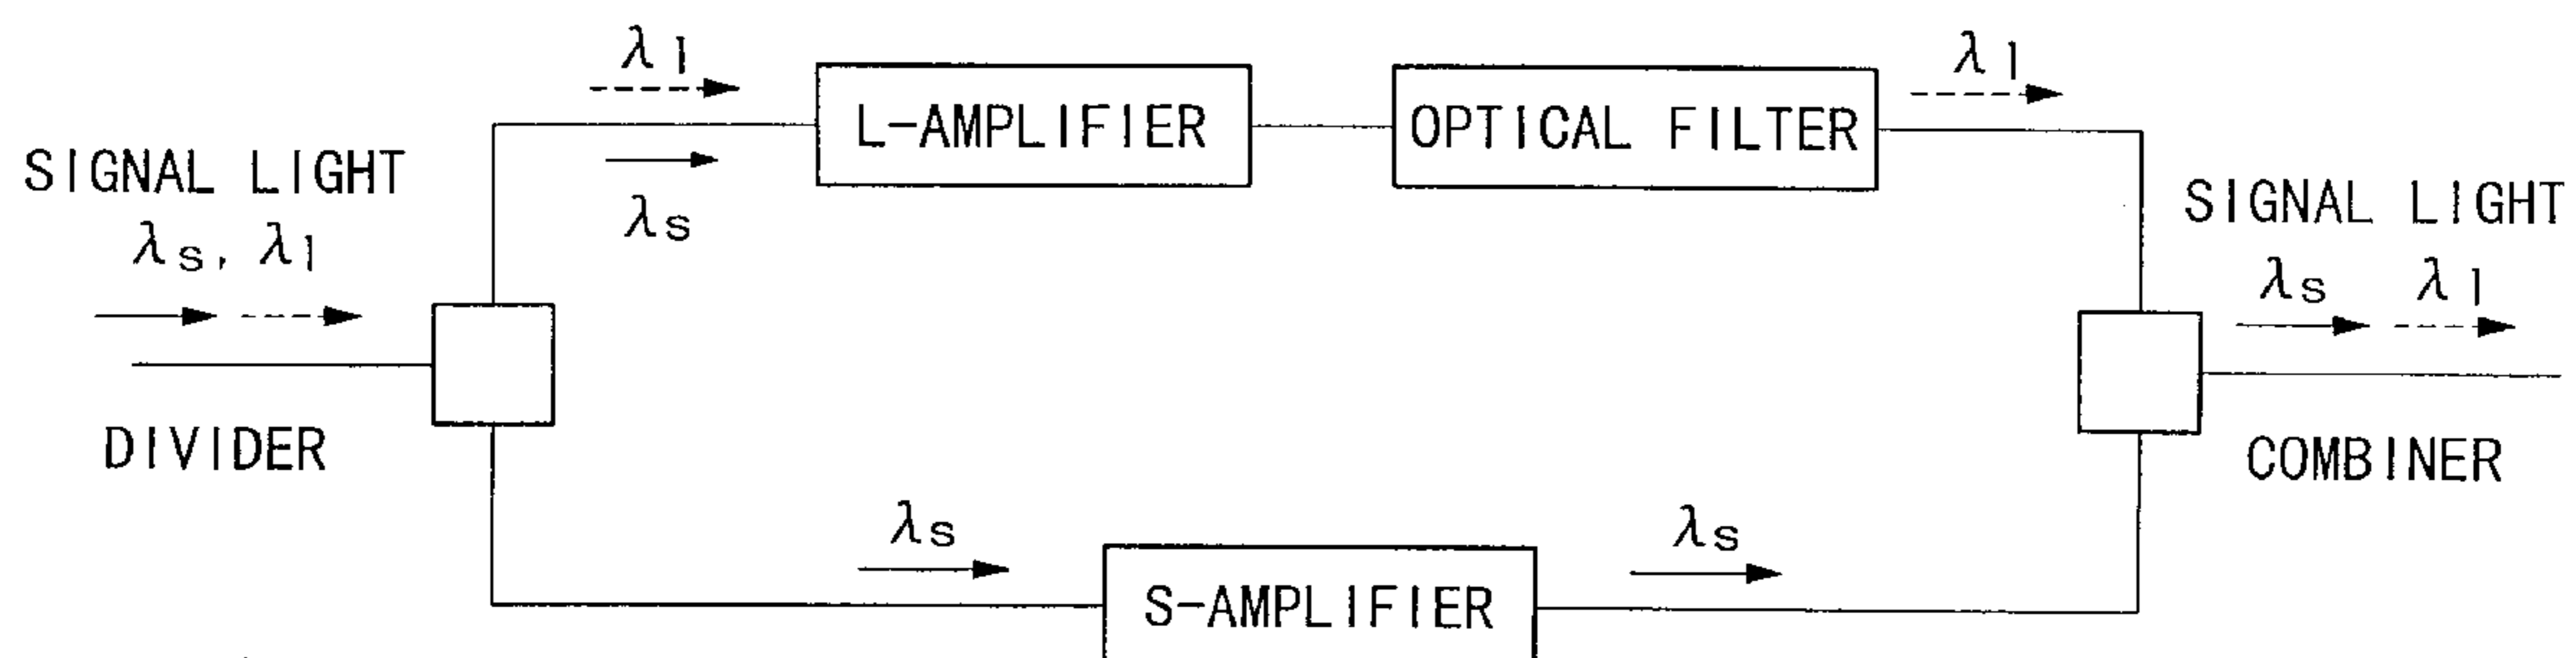 λl
L-AMPLIFIER
OPTICAL FILTER
λl
SIGNAL LIGHT
λs, λl
λs
SIGNAL LIGHT
λs λl
DIVIDER
COMBINER
λs
λs
S-AMPLIFIER